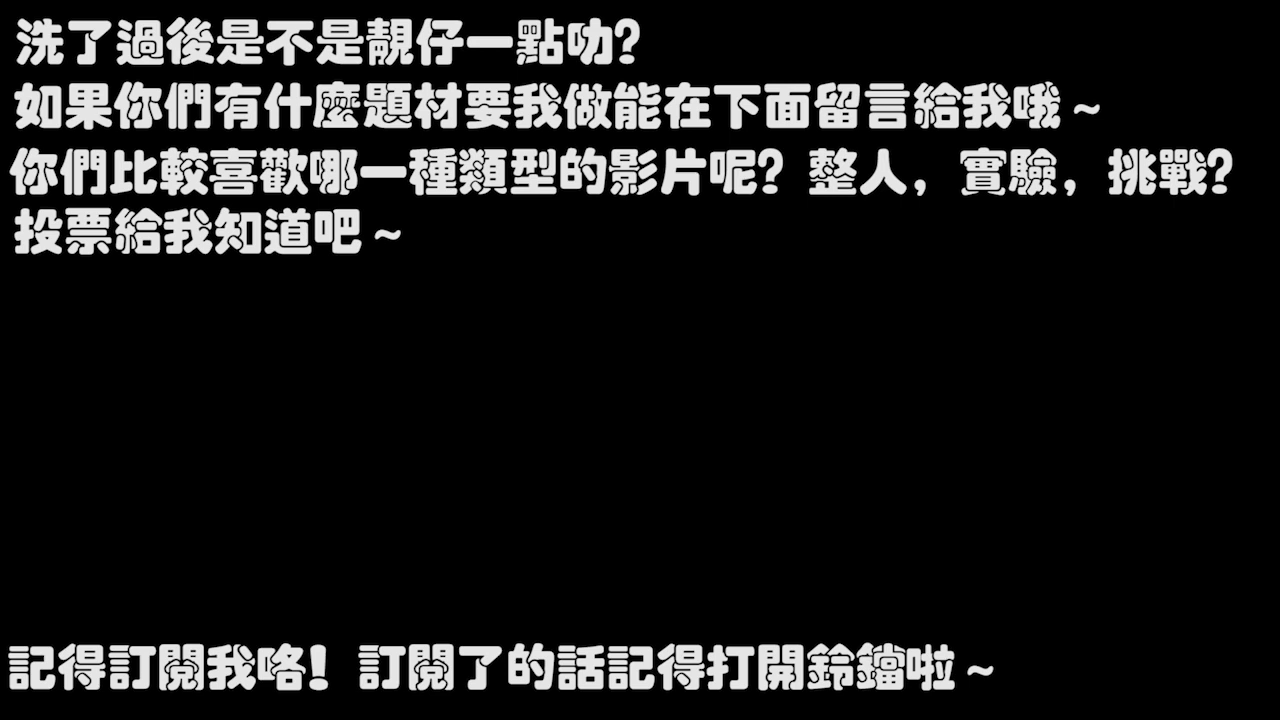 洗了過後是不是靚仔一點叻?
如果你們有什麼題材要我做能在下面留言給我哦~
你們比較喜歡哪一種類型的影片呢? 整人, 實驗, 挑戰?
投票給我知道吧~
記得訂閱我咯! 訂閱了的話記得打開鈴鐺啦~